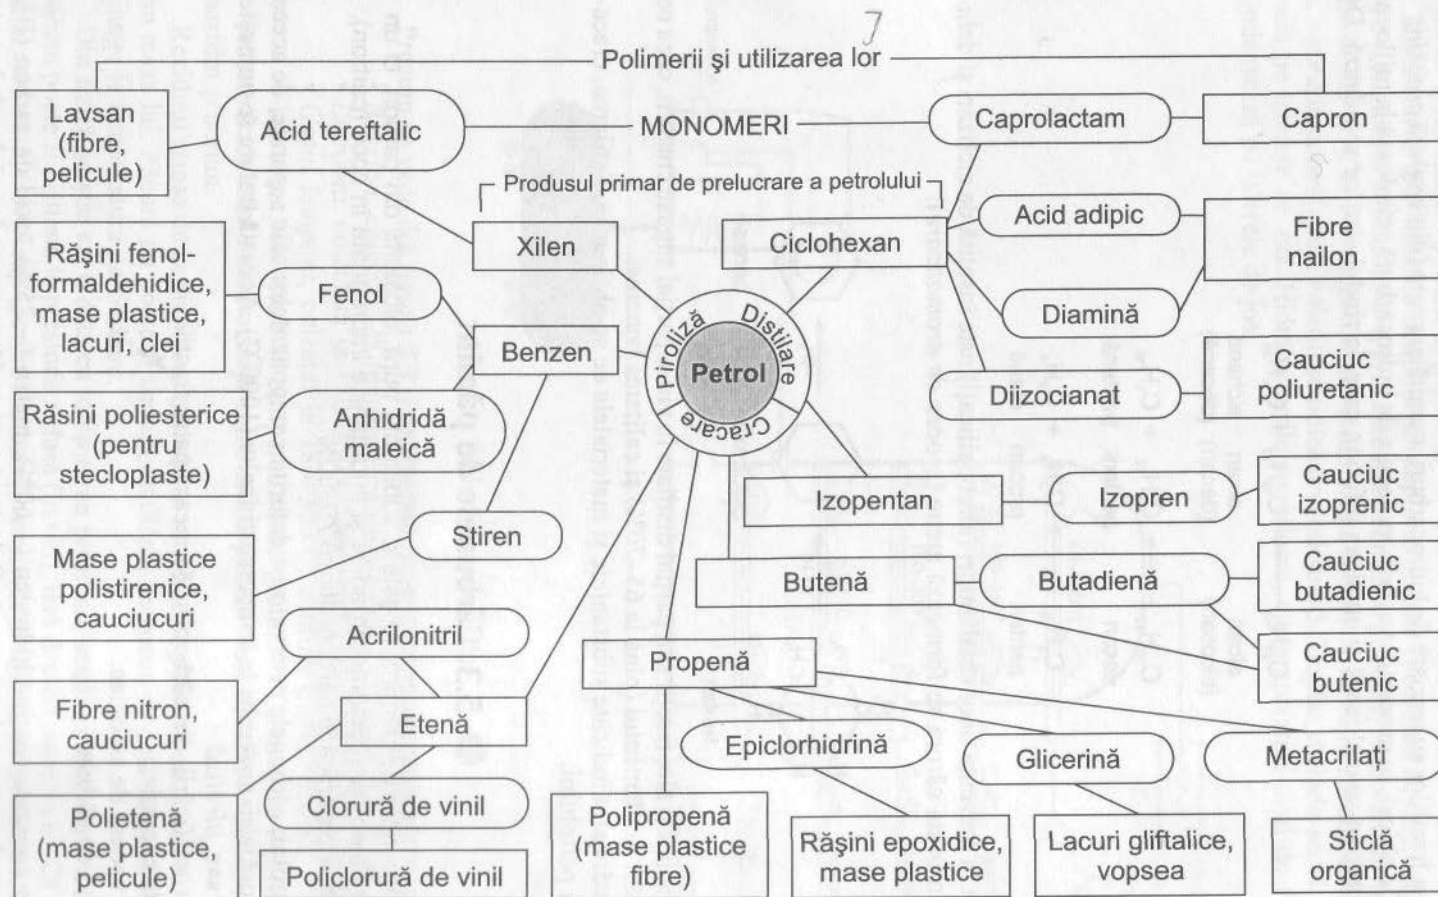 7
Polimerii şi utilizarea lor
Lavsan
(fibre,
pelicule)
Acid tereftalic
MONOMERI
Caprolactam
Capron
Produsul primar de prelucrare a petrolului
Xilen
Ciclohexan
Acid adipic
Fibre
nailon
Diamină
Răşini fenol-
formaldehidice,
mase plastice,
lacuri, clei
Fenol
Benzen
Piroliză
Distilare
Cracare
Petrol
Diizocianat
Cauciuc
poliuretanic
Răsini poliesterice
(pentru
stecloplaste)
Anhidridă
maleică
Stiren
Izopentan
Izopren
Cauciuc
izoprenic
Mase plastice
polistirenice,
cauciucuri
Butenă
Butadienă
Cauciuc
butadienic
Cauciuc
butenic
Acrilonitril
Fibre nitron,
cauciucuri
Etenă
Propenă
Epiclorhidrină
Glicerină
Metacrilaţi
Polietenă
(mase plastice,
pelicule)
Clorură de vinil
Policlorură de vinil
Polipropenă
(mase plastice
fibre)
Răşini epoxidice,
mase plastice
Lacuri gliftalice,
vopsea
Sticlă
organică